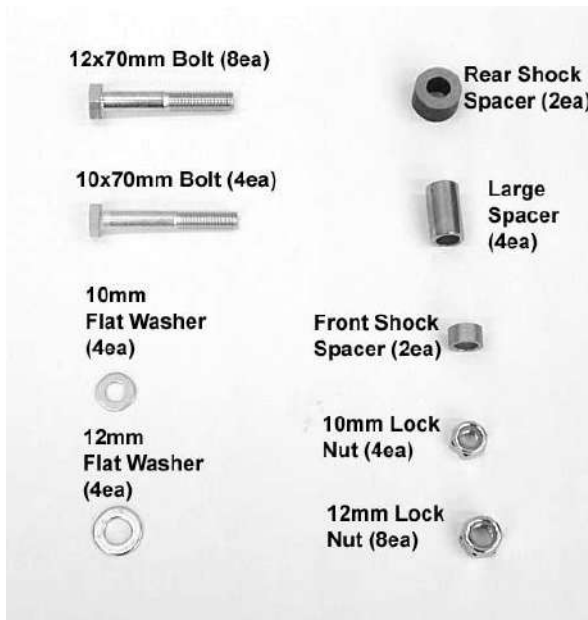 12x70mm Bolt (8ea)
10x70mm Bolt (4ea)
10mm
Flat Washer
(4ea)
12mm
Flat Washer
(4ea)
Rear Shock
Spacer (2ea)
Large
Spacer
(4ea)
Front Shock
Spacer (2ea)
10mm Lock
Nut (4ea)
12mm Lock
Nut (8ea)